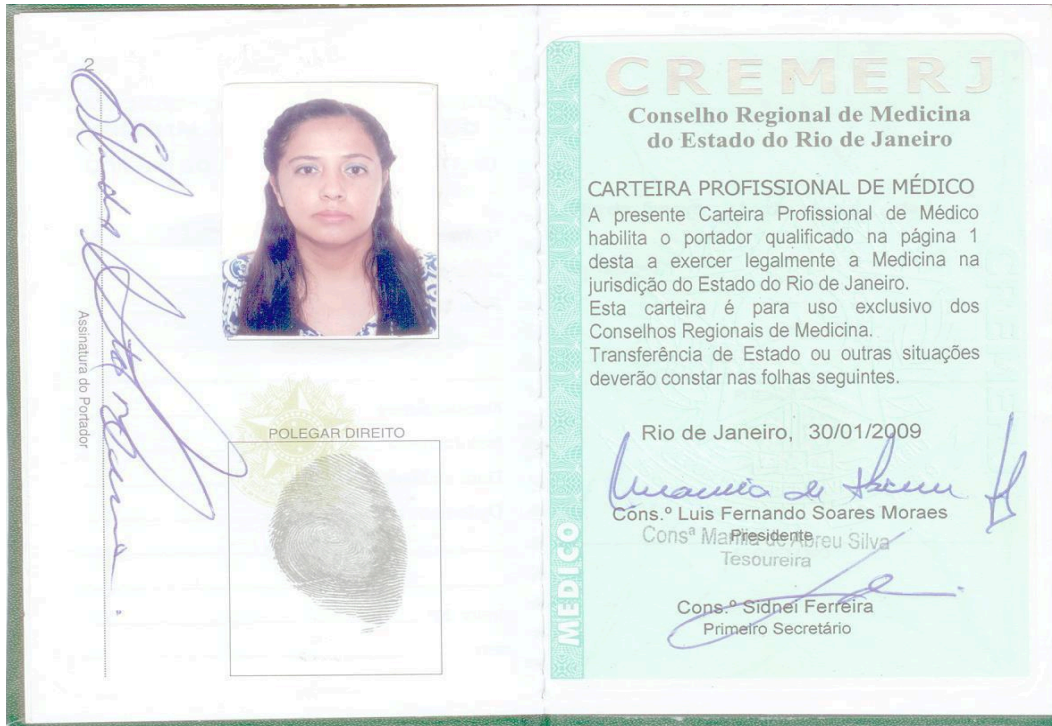 2
Assinatura do Portador
POLEGAR DIREITO
CREMERJ
Conselho Regional de Medicina
do Estado do Rio de Janeiro
CARTEIRA PROFISSIONAL DE MÉDICO
A presente Carteira Profissional de Médico
habilita o portador qualificado na página 1
desta a exercer legalmente a Medicina na
jurisdição do Estado do Rio de Janeiro.
Esta carteira é para uso exclusivo dos
Conselhos Regionais de Medicina.
Transferência de Estado ou outras situações
deverão constar nas folhas seguintes.
Rio de Janeiro, 30/01/2009
Cons.º Luis Fernando Soares Moraes
Presidente
Consª Marília de Abreu Silva
Tesoureira
Cons.º Sidnei Ferreira
Primeiro Secretário
MÉDICO